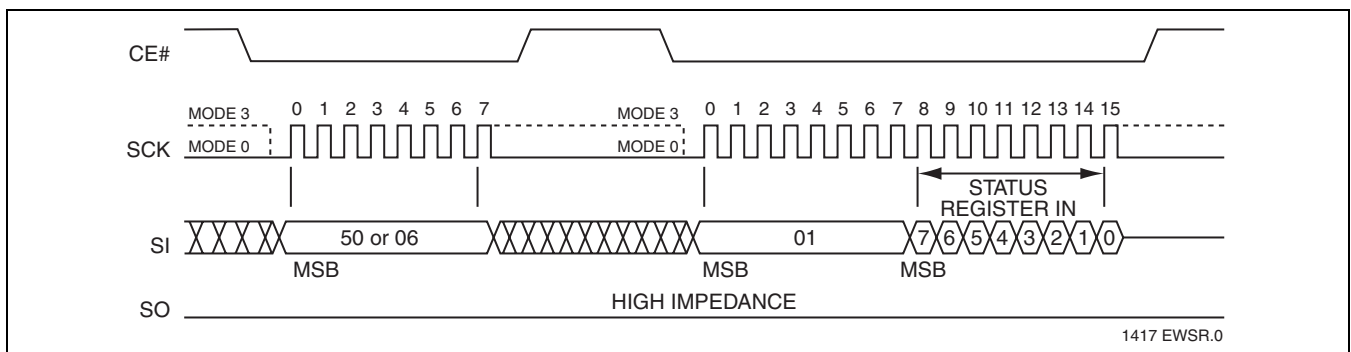 CE#
MODE 3 0 1 2 3 4 5 6 7 MODE 3 0 1 2 3 4 5 6 7 8 9 10 11 12 13 14 15
SCK MODE 0 MODE 0
STATUS
REGISTER IN
SI 50 or 06 01 7 6 5 4 3 2 1 0
MSB MSB MSB
SO HIGH IMPEDANCE
1417 EWSR.0